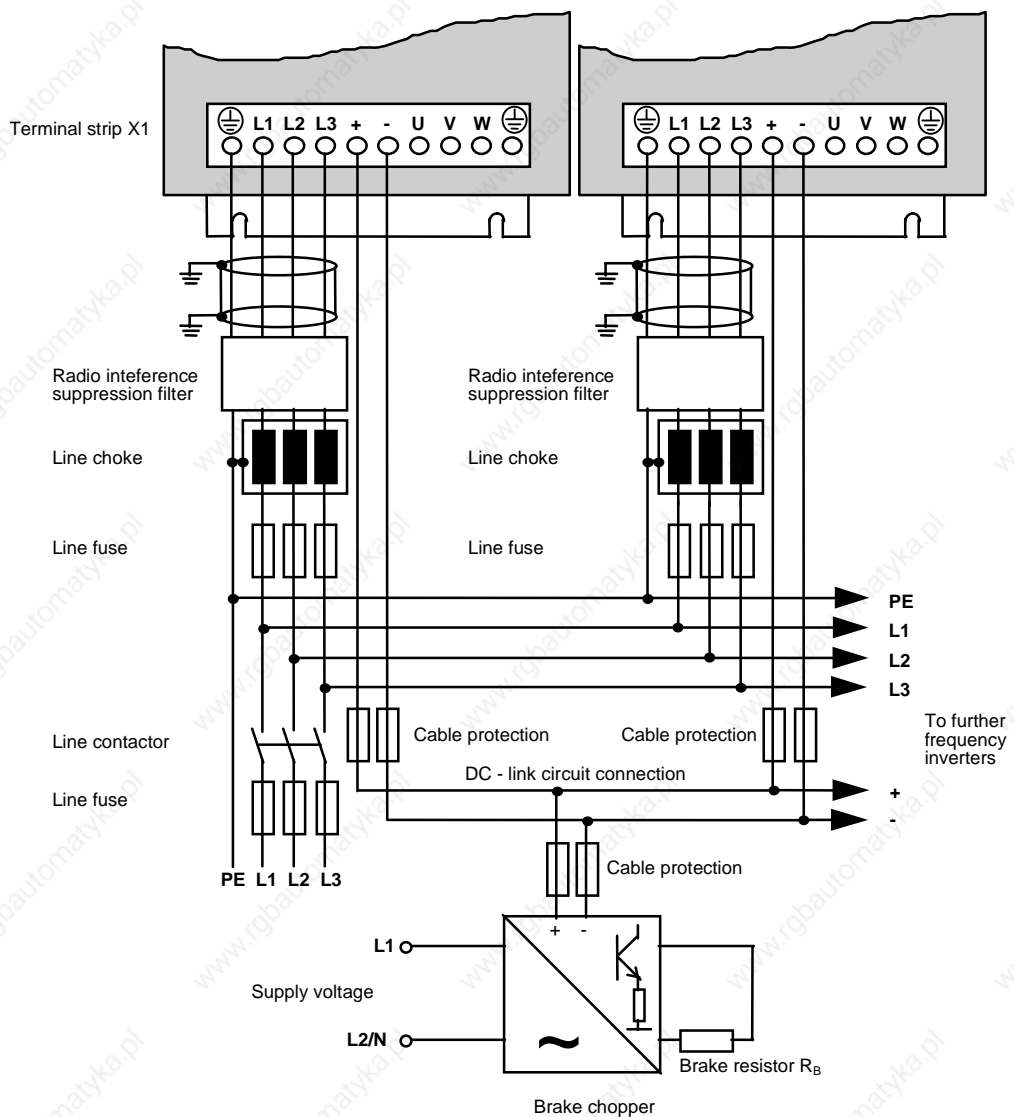 Terminal strip X1
L1 L2 L3 + - U V W
L1 L2 L3 + - U V W
Radio inteference
suppression filter
Radio inteference
suppression filter
Line choke
Line choke
Line fuse
Line fuse
PE
L1
L2
L3
Line contactor
Cable protection
Cable protection
To further
frequency
inverters
DC - link circuit connection
Line fuse
+
-
Cable protection
PE L1 L2 L3
+ -
L1
Supply voltage
L2/N
~
Brake resistor RB
Brake chopper
www.rgbautomatyka.pl